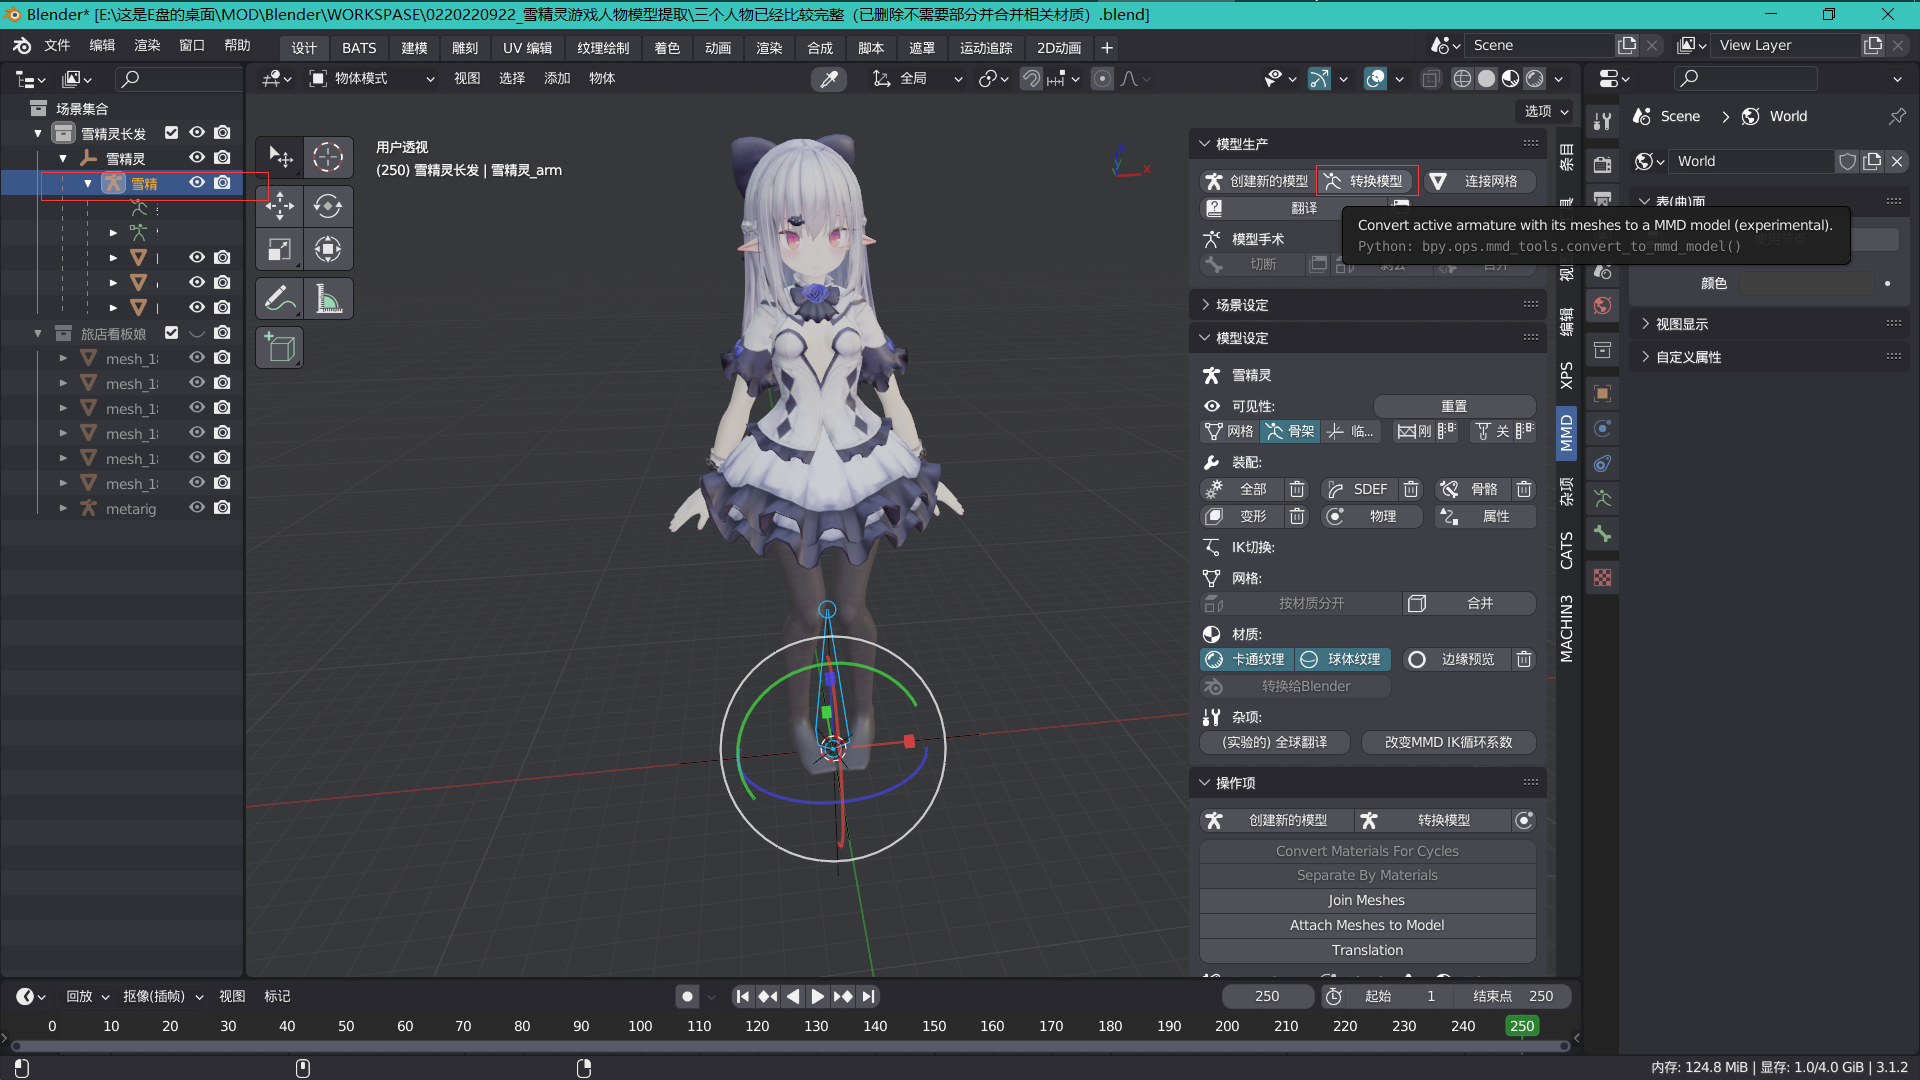 Blender* [E:\这是E盘的桌面\MOD\Blender\WORKSPASE\0220220922_雪精灵游戏人物模型提取\三个人物已经比较完整（已删除不需要部分并合并相关材质）.blend]
文件 编辑 渲染 窗口 帮助 设计 BATS 建模 雕刻 UV 编辑 纹理绘制 着色 动画 渲染 合成 脚本 遮罩 运动追踪 2D动画 + Scene View Layer
物体模式 视图 选择 添加 物体 全局
选项
场景集合
雪精灵长发
雪精灵
雪精
旅店看板娘
mesh_18
mesh_18
mesh_18
mesh_18
mesh_18
mesh_18
metarig
用户透视
(250) 雪精灵长发 | 雪精灵_arm
模型生产
创建新的模型 转换模型 连接网格
翻译
模型手术
切断
Convert active armature with its meshes to a MMD model (experimental).
Python: bpy.ops.mmd_tools.convert_to_mmd_model()
场景设定
模型设定
雪精灵
可见性: 重置
网格 骨架 临... 刚 关
装配:
全部 SDEF 骨骼
变形 物理 属性
IK切换:
网格:
按材质分开 合并
材质:
卡通纹理 球体纹理 边缘预览
转换给Blender
杂项:
(实验的) 全球翻译 改变MMD IK循环系数
操作项
创建新的模型 转换模型
Convert Materials For Cycles
Separate By Materials
Join Meshes
Attach Meshes to Model
Translation
条目
编辑
XPS
MMD
杂项
CATS
MACHIN3
Scene World
World
表(曲)面
颜色
视图显示
自定义属性
回放 抠像(插帧) 视图 标记 250 起始 1 结束点 250
0 10 20 30 40 50 60 70 80 90 100 110 120 130 140 150 160 170 180 190 200 210 220 230 240 250
内存: 124.8 MiB | 显存: 1.0/4.0 GiB | 3.1.2